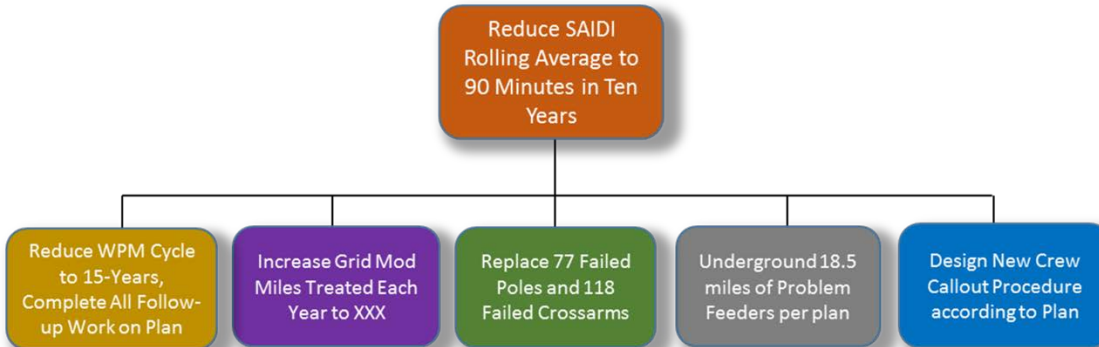 Reduce SAIDI
Rolling Average to
90 Minutes in Ten
Years
Reduce WPM Cycle
to 15-Years,
Complete All Follow-
up Work on Plan
Increase Grid Mod
Miles Treated Each
Year to XXX
Replace 77 Failed
Poles and 118
Failed Crossarms
Underground 18.5
miles of Problem
Feeders per plan
Design New Crew
Callout Procedure
according to Plan